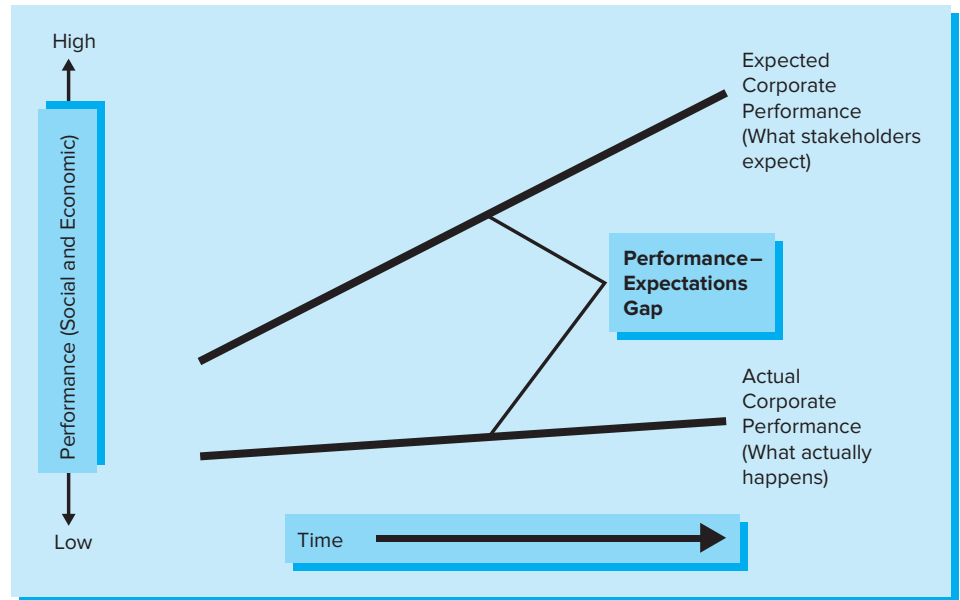 High
Performance (Social and Economic)
Low
Expected
Corporate
Performance
(What stakeholders
expect)
Performance–
Expectations
Gap
Actual
Corporate
Performance
(What actually
happens)
Time